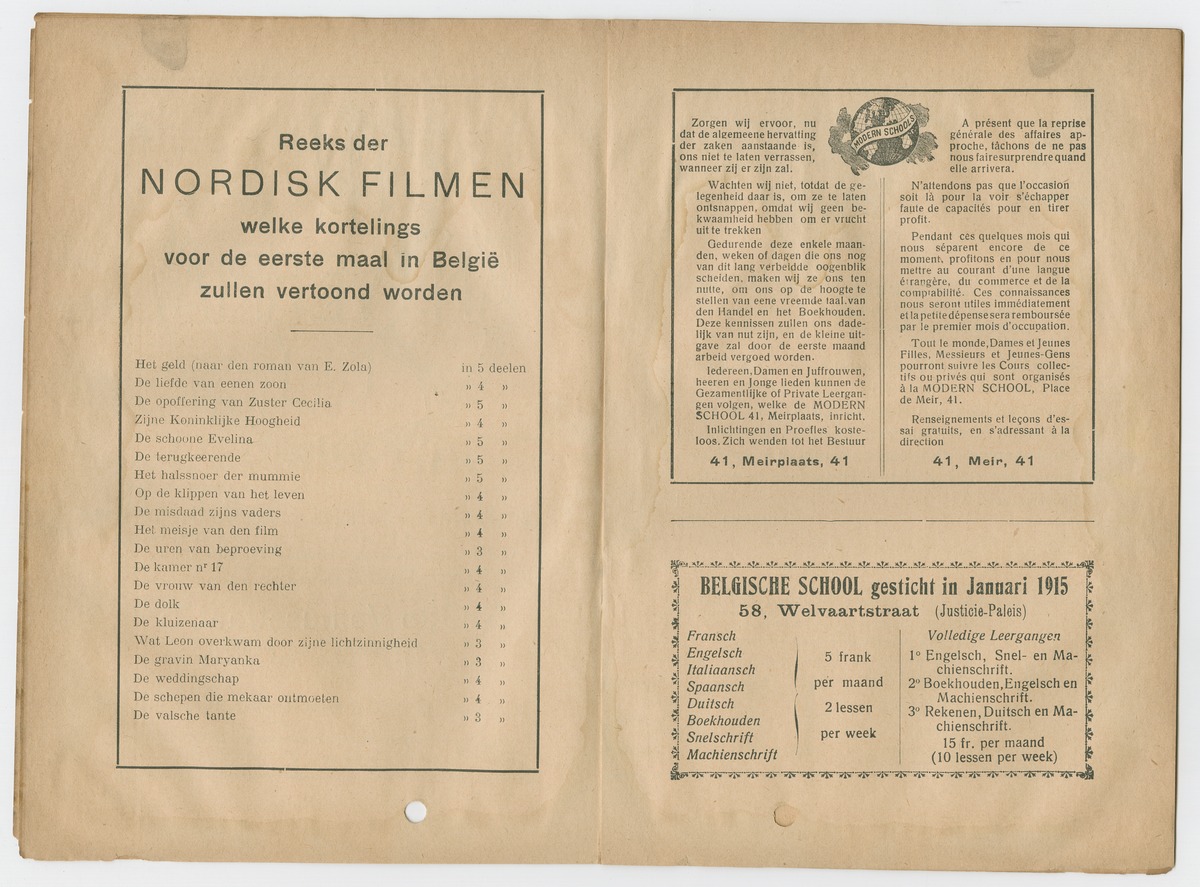 Reeks der
NORDISK FILMEN
welke kortelings
voor de eerste maal in België
zullen vertoond worden
Het geld (naar den roman van E. Zola) in 5 deelen
De liefde van eenen zoon » 4 »
De opoffering van Zuster Cecilia » 5 »
Zijne Koninklijke Hoogheid » 4 »
De schoone Evelina » 5 »
De terugkeerende » 5 »
Het halssnoer der mummie » 5 »
Op de klippen van het leven » 4 »
De misdaad zijns vaders » 4 »
Het meisje van den film » 4 »
De uren van beproeving » 3 »
De kamer nr 17 » 4 »
De vrouw van den rechter » 4 »
De dolk » 4 »
De kluizenaar » 4 »
Wat Leon overkwam door zijne lichtzinnigheid » 3 »
De gravin Maryanka » 3 »
De weddingschap » 4 »
De schepen die mekaar ontmoeten » 4 »
De valsche tante » 3 »
MODERN SCHOOLS
Zorgen wij ervoor, nu
dat de algemeene hervatting
der zaken aanstaande is,
ons niet te laten verrassen,
wanneer zij er zijn zal.
Wachten wij niet, totdat de ge-
legenheid daar is, om ze te laten
ontsnappen, omdat wij geen be-
kwaamheid hebben om er vrucht
uit te trekken
Gedurende deze enkele maan-
den, weken of dagen die ons nog
van dit lang verbeidde oogenblik
scheiden, maken wij ze ons ten
nutte, om ons op de hoogte te
stellen van eene vreemde taal, van
den Handel en het Boekhouden.
Deze kennissen zullen ons dade-
lijk van nut zijn, en de kleine uit-
gave zal door de eerste maand
arbeid vergoed worden.
Iedereen, Damen en Juffrouwen,
heeren en Jonge lieden kunnen de
Gezamentlijke of Private Leergan-
gen volgen, welke de MODERN
SCHOOL 41, Meirplaats, inricht.
Inlichtingen en Proefles koste-
loos. Zich wenden tot het Bestuur
41, Meirplaats, 41
A présent que la reprise
générale des affaires ap-
proche, tâchons de ne pas
nous faire surprendre quand
elle arrivera.
N'attendons pas que l'occasion
soit là pour la voir s'échapper
faute de capacités pour en tirer
profit.
Pendant ces quelques mois qui
nous séparent encore de ce
moment, profitons en pour nous
mettre au courant d'une langue
étrangère, du commerce et de la
comptabilité. Ces connaissances
nous seront utiles immédiatement
et la petite dépense sera remboursée
par le premier mois d'occupation.
Tout le monde, Dames et Jeunes
Filles, Messieurs et Jeunes-Gens
pourront suivre les Cours collec-
tifs ou privés qui sont organisés
à la MODERN SCHOOL, Place
de Meir, 41.
Renseignements et leçons d'es-
sai gratuits, en s'adressant à la
direction
41, Meir, 41
BELGISCHE SCHOOL gesticht in Januari 1915
58, Welvaartstraat (Justicie-Paleis)
Fransch
Engelsch
Italiaansch
Spaansch
Duitsch
Boekhouden
Snelschrift
Machienschrift
5 frank
per maand
2 lessen
per week
Volledige Leergangen
1º Engelsch, Snel- en Ma-
chienschrift.
2º Boekhouden, Engelsch en
Machienschrift.
3º Rekenen, Duitsch en Ma-
chienschrift.
15 fr. per maand
(10 lessen per week)